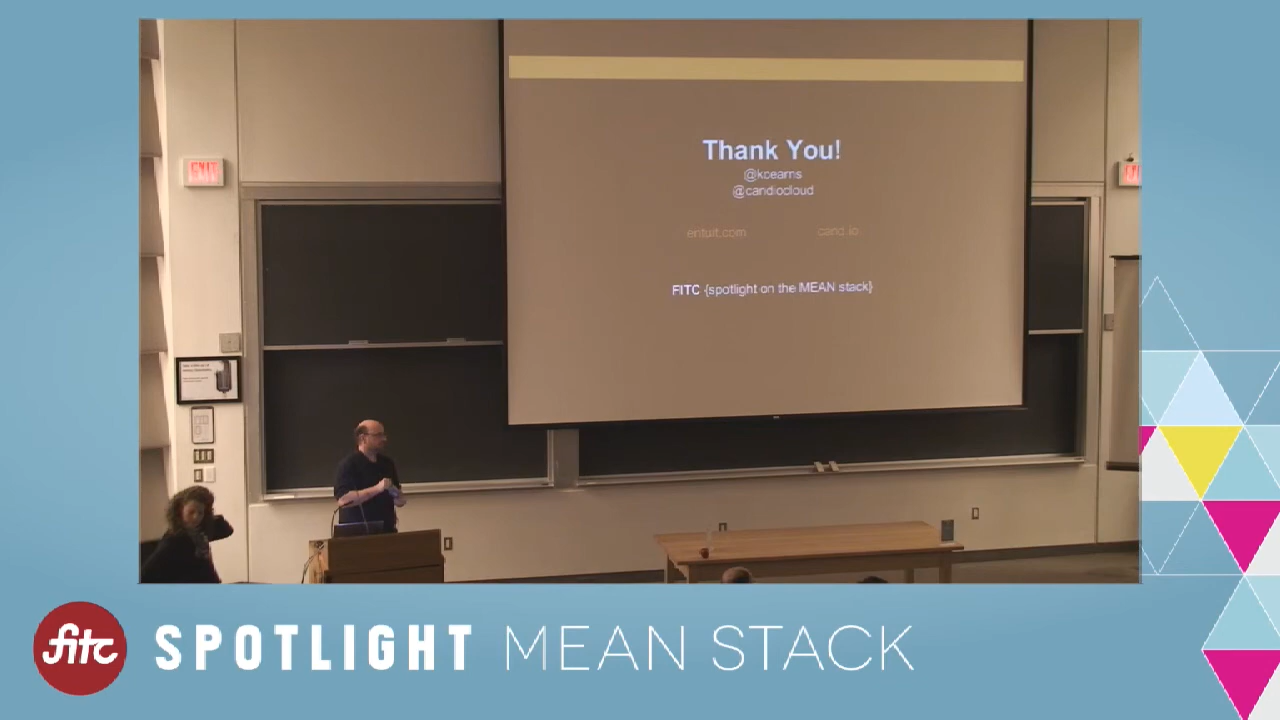 EXIT
Thank You!
@kcearns
@candiocloud
entuit.com cand.io
FITC {spotlight on the MEAN stack}
fitc SPOTLIGHT MEAN STACK